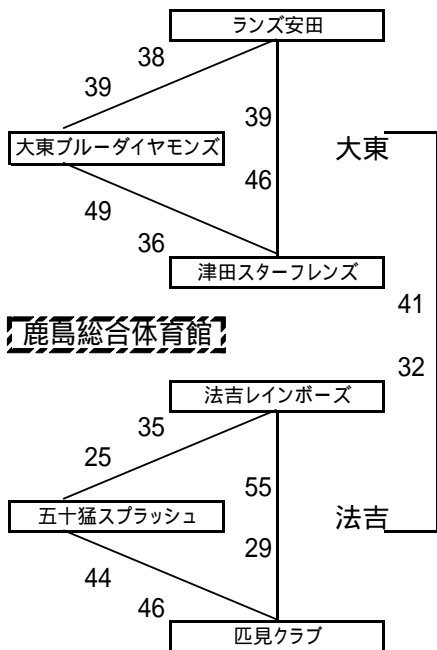 ランズ安田
38
39
39
大東ブルーダイヤモンズ
大東
46
49
36
津田スターフレンズ
41
鹿島総合体育館
32
法吉レインボーズ
35
25
55
五十猛スプラッシュ
法吉
29
44
46
匹見クラブ